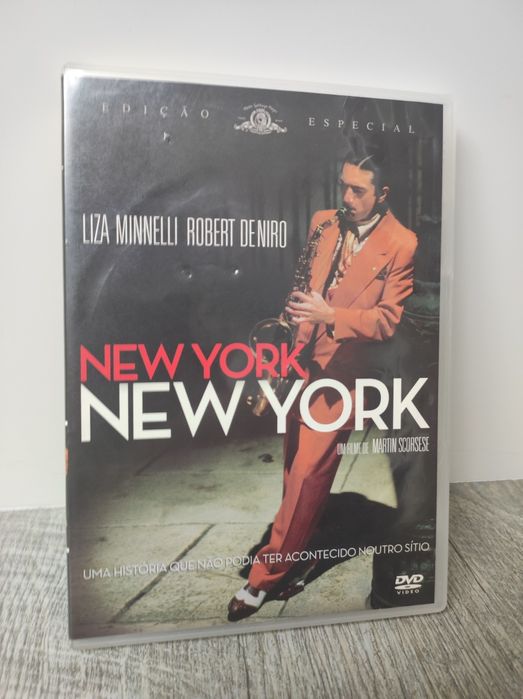 EDIÇÃO ESPECIAL
LIZA MINNELLI ROBERT DE NIRO
NEW YORK,
NEW YORK
UM FILME DE MARTIN SCORSESE
UMA HISTÓRIA QUE NÃO PODIA TER ACONTECIDO NOUTRO SÍTIO
DVD
VIDEO